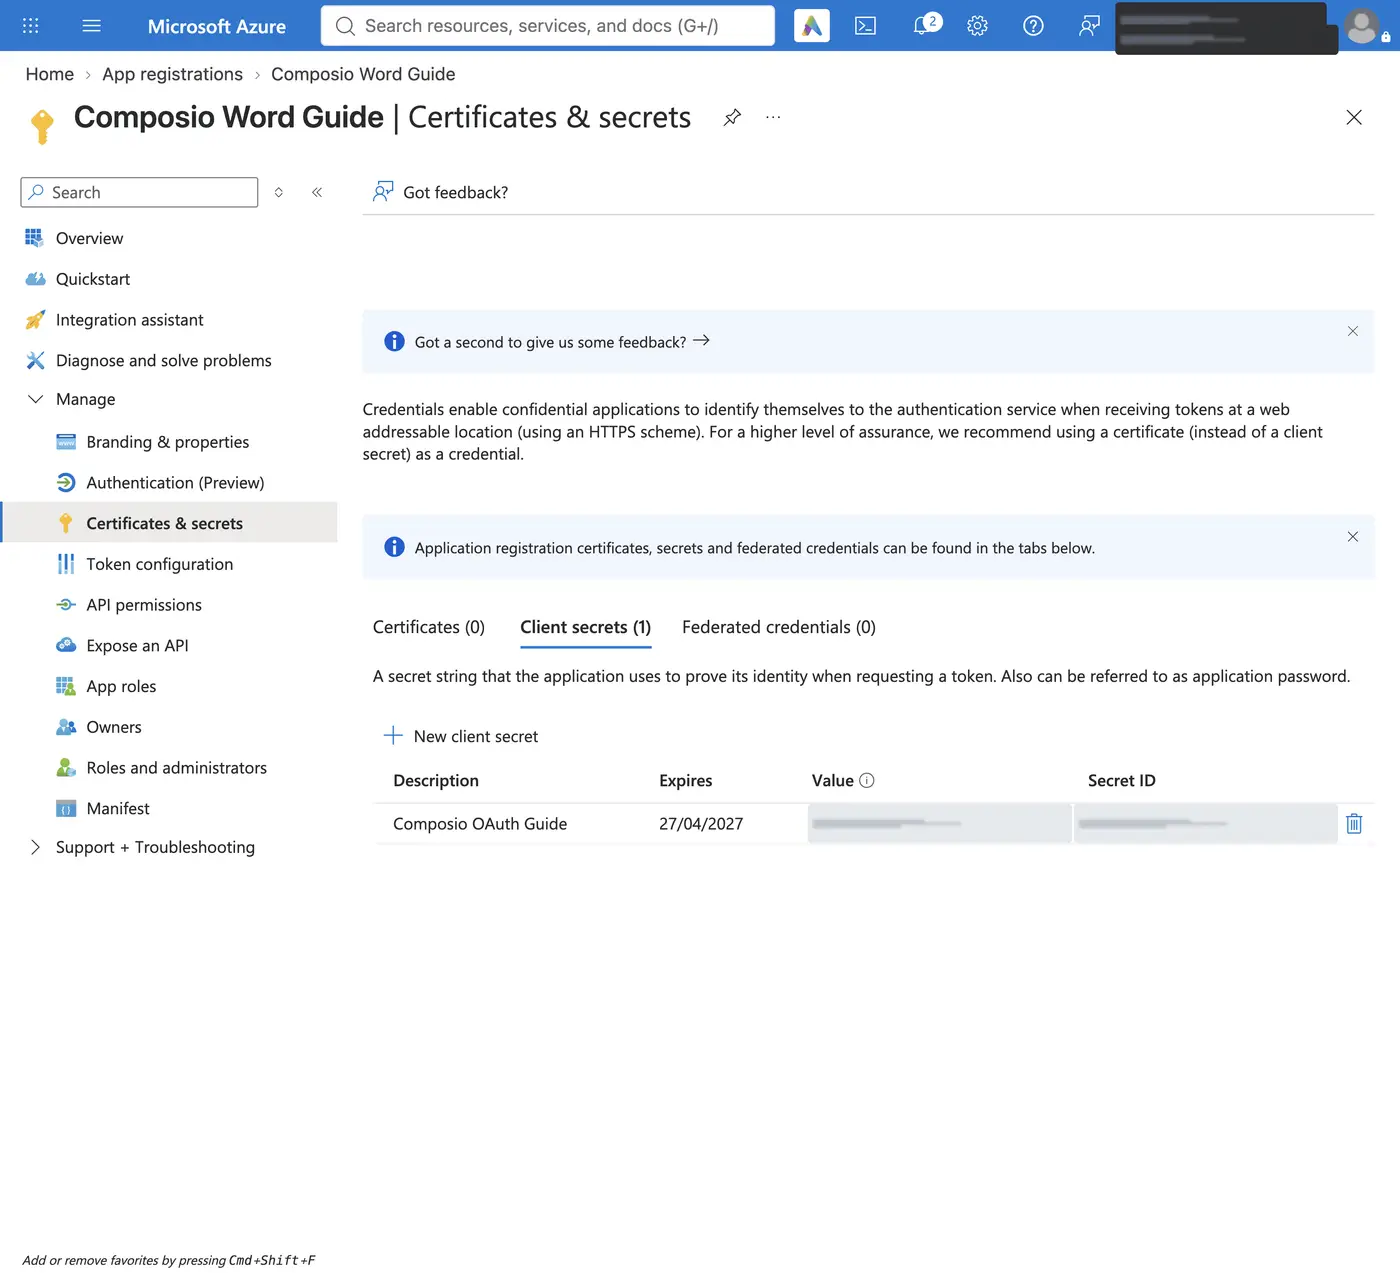 Microsoft Azure
Search resources, services, and docs (G+/)
2
Home › App registrations › Composio Word Guide
Composio Word Guide | Certificates & secrets
Search
Got feedback?
Overview
Quickstart
Integration assistant
Diagnose and solve problems
Manage
Branding & properties
Authentication (Preview)
Certificates & secrets
Token configuration
API permissions
Expose an API
App roles
Owners
Roles and administrators
Manifest
Support + Troubleshooting
Got a second to give us some feedback? →
Credentials enable confidential applications to identify themselves to the authentication service when receiving tokens at a web
addressable location (using an HTTPS scheme). For a higher level of assurance, we recommend using a certificate (instead of a client
secret) as a credential.
Application registration certificates, secrets and federated credentials can be found in the tabs below.
Certificates (0) Client secrets (1) Federated credentials (0)
A secret string that the application uses to prove its identity when requesting a token. Also can be referred to as application password.
New client secret
Description Expires Value Secret ID
Composio OAuth Guide 27/04/2027
Add or remove favorites by pressing Cmd+Shift+F